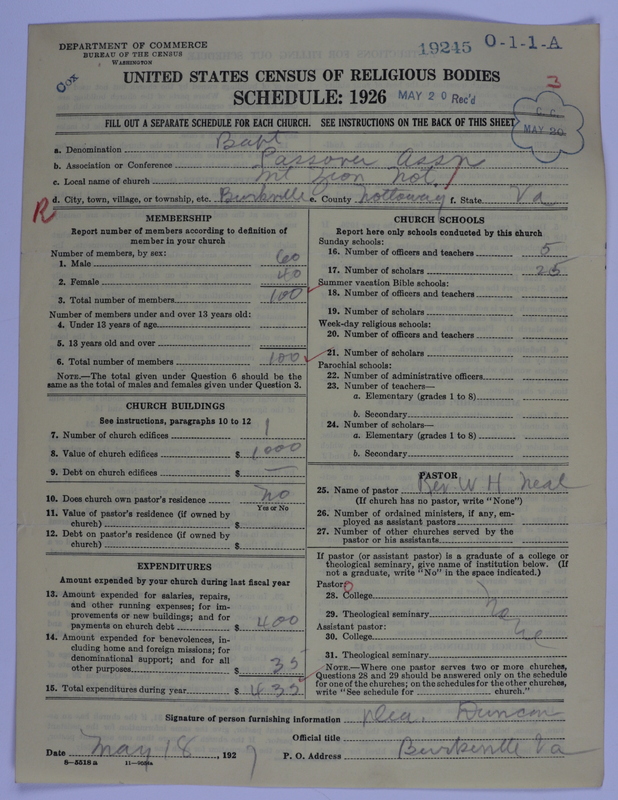 DEPARTMENT OF COMMERCE
BUREAU OF THE CENSUS
WASHINGTON
Cox
19245 O-1-1-A
UNITED STATES CENSUS OF RELIGIOUS BODIES
SCHEDULE: 1926 MAY 20 Rec'd
3
C. C.
MAY 20
FILL OUT A SEPARATE SCHEDULE FOR EACH CHURCH. SEE INSTRUCTIONS ON THE BACK OF THIS SHEET
a. Denomination Bapt
b. Association or Conference Passover Assn
c. Local name of church Mt Zion Not.
R
d. City, town, village, or township, etc. Burkville e. County Nottoway f. State Va
MEMBERSHIP
Report number of members according to definition of
member in your church
Number of members, by sex:
1. Male 60
2. Female 40
3. Total number of members 100
Number of members under and over 13 years old:
4. Under 13 years of age
5. 13 years old and over
6. Total number of members 100
NOTE.—The total given under Question 6 should be the
same as the total of males and females given under Question 3.
CHURCH BUILDINGS
See instructions, paragraphs 10 to 12
7. Number of church edifices 1
8. Value of church edifices $ 1000
9. Debt on church edifices $ —
10. Does church own pastor's residence no
Yes or No
11. Value of pastor's residence (if owned by
church) $
12. Debt on pastor's residence (if owned by
church) $
EXPENDITURES
Amount expended by your church during last fiscal year
13. Amount expended for salaries, repairs,
and other running expenses; for im-
provements or new buildings; and for
payments on church debt $ 400
14. Amount expended for benevolences, in-
cluding home and foreign missions; for
denominational support; and for all
other purposes $ 35
15. Total expenditures during year $ 435
CHURCH SCHOOLS
Report here only schools conducted by this church
Sunday schools:
16. Number of officers and teachers 5
17. Number of scholars 25
Summer vacation Bible schools:
18. Number of officers and teachers
19. Number of scholars
Week-day religious schools:
20. Number of officers and teachers
21. Number of scholars
Parochial schools:
22. Number of administrative officers
23. Number of teachers—
a. Elementary (grades 1 to 8)
b. Secondary
24. Number of scholars—
a. Elementary (grades 1 to 8)
b. Secondary
PASTOR
25. Name of pastor Rev W H Neal
(If church has no pastor, write "None")
26. Number of ordained ministers, if any, em-
ployed as assistant pastors
27. Number of other churches served by the
pastor or his assistants
If pastor (or assistant pastor) is a graduate of a college or
theological seminary, give name of institution below. (If
not a graduate, write "No" in the space indicated.)
Pastor: 0
28. College
29. Theological seminary None
Assistant pastor:
30. College
31. Theological seminary
NOTE.—Where one pastor serves two or more churches,
Questions 28 and 29 should be answered only on the schedule
for one of the churches; on the schedules for the other churches,
write "See schedule for church."
Signature of person furnishing information Duncan
Official title
Date May 18, 1927 P. O. Address Burkeville Va
8-5518 a